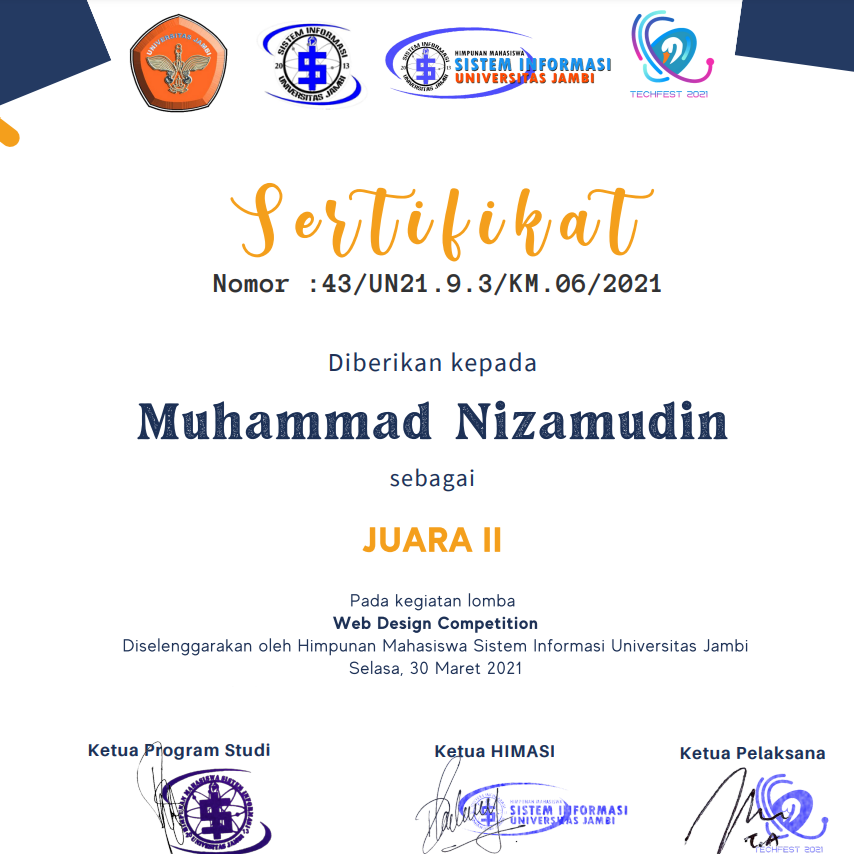 UNIVERSITAS JAMBI
SISTEM INFORMASI
2013
UNIVERSITAS JAMBI
HIMPUNAN MAHASISWA
SISTEM INFORMASI
UNIVERSITAS JAMBI
TECHFEST 2021
Sertifikat
Nomor :43/UN21.9.3/KM.06/2021
Diberikan kepada
Muhammad Nizamudin
sebagai
JUARA II
Pada kegiatan lomba
Web Design Competition
Diselenggarakan oleh Himpunan Mahasiswa Sistem Informasi Universitas Jambi
Selasa, 30 Maret 2021
Ketua Program Studi
Ketua HIMASI
Ketua Pelaksana
HIMPUNAN MAHASISWA
SISTEM INFORMASI
UNIVERSITAS JAMBI
TECHFEST 2021